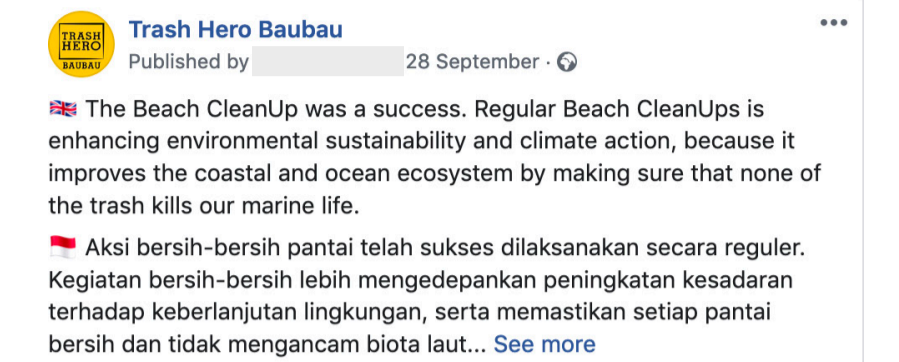 TRASH
HERO
BAUBAU
Trash Hero Baubau
Published by 28 September ·
🇬🇧 The Beach CleanUp was a success. Regular Beach CleanUps is
enhancing environmental sustainability and climate action, because it
improves the coastal and ocean ecosystem by making sure that none of
the trash kills our marine life.
🇮🇩 Aksi bersih-bersih pantai telah sukses dilaksanakan secara reguler.
Kegiatan bersih-bersih lebih mengedepankan peningkatan kesadaran
terhadap keberlanjutan lingkungan, serta memastikan setiap pantai
bersih dan tidak mengancam biota laut... See more